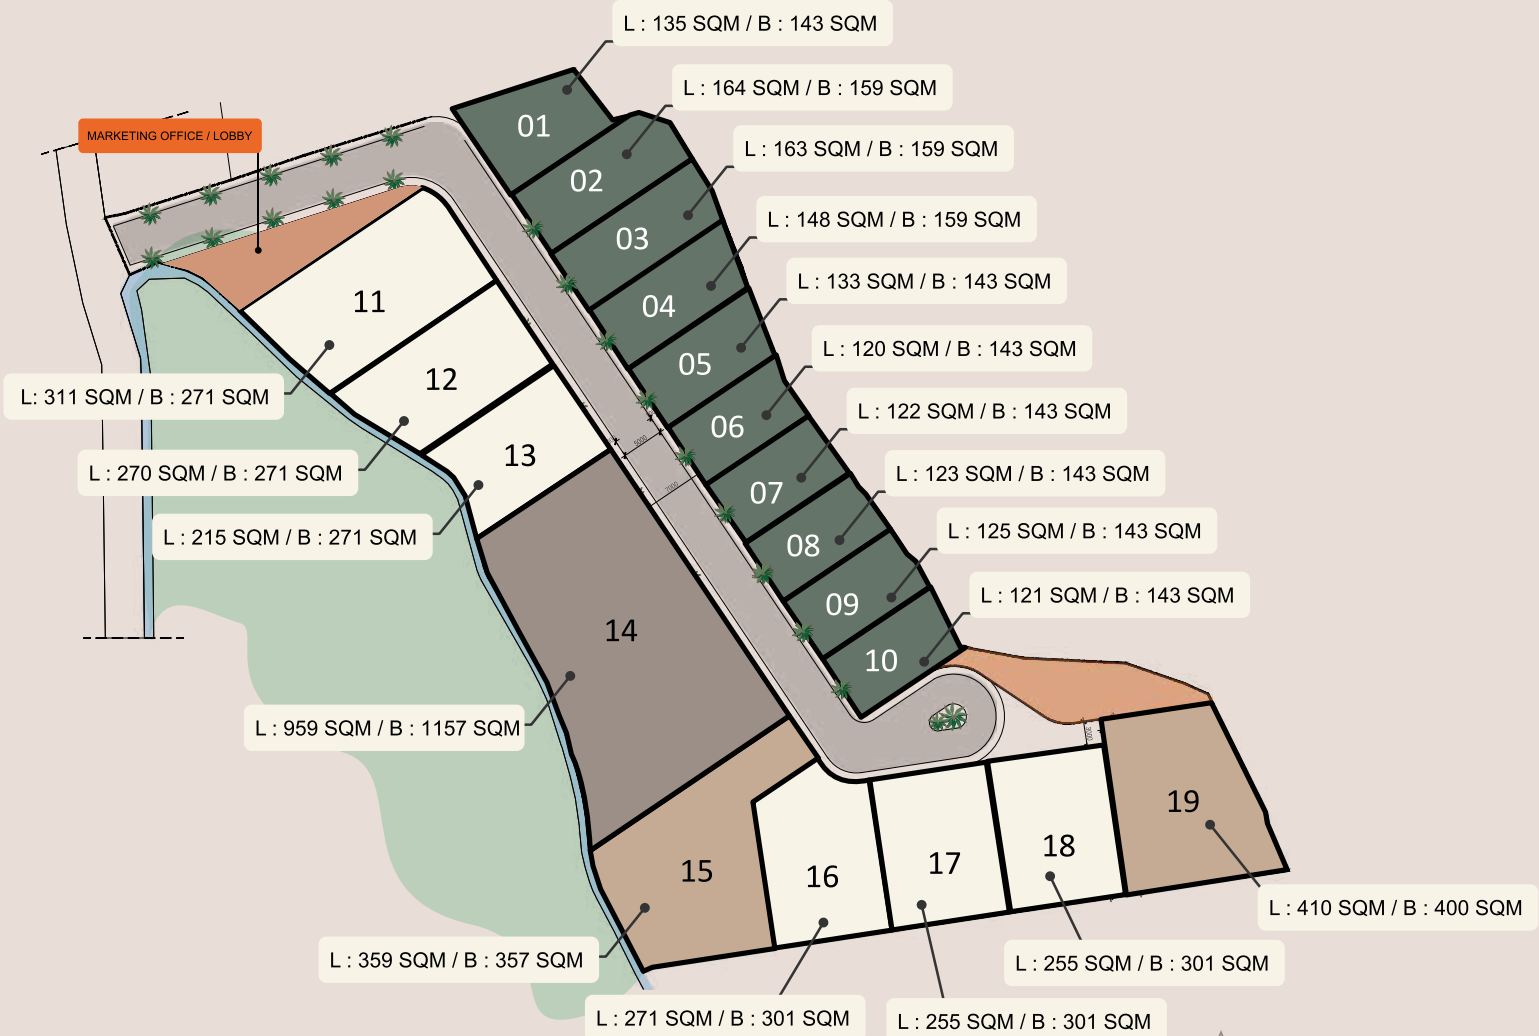 L : 135 SQM / B : 143 SQM
L : 164 SQM / B : 159 SQM
MARKETING OFFICE / LOBBY
01
L : 163 SQM / B : 159 SQM
02
L : 148 SQM / B : 159 SQM
03
L : 133 SQM / B : 143 SQM
11
04
L : 120 SQM / B : 143 SQM
05
12
L: 311 SQM / B : 271 SQM
L : 122 SQM / B : 143 SQM
06
5000
13
L : 270 SQM / B : 271 SQM
L : 123 SQM / B : 143 SQM
7000
07
L : 215 SQM / B : 271 SQM
L : 125 SQM / B : 143 SQM
08
L : 121 SQM / B : 143 SQM
09
14
10
L : 959 SQM / B : 1157 SQM
3000
19
18
17
15
16
L : 410 SQM / B : 400 SQM
L : 359 SQM / B : 357 SQM
L : 255 SQM / B : 301 SQM
L : 271 SQM / B : 301 SQM
L : 255 SQM / B : 301 SQM